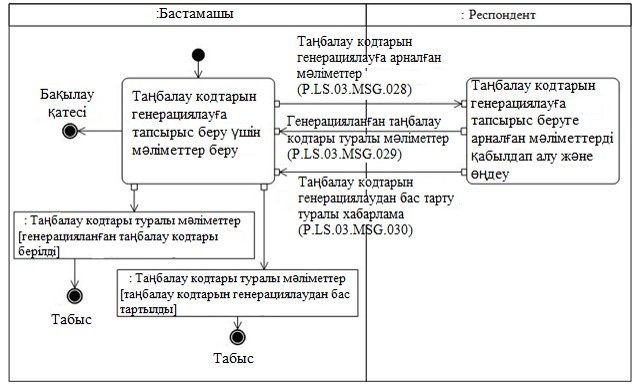 :Бастамашы
: Респондент
Таңбалау кодтарын
генерациялауға арналған
мәліметтер
(P.LS.03.MSG.028)
Бақылау
қатесі
Таңбалау кодтарын
генерациялауға
тапсырыс беру үшін
мәліметтер беру
Таңбалау кодтарын
генерациялауға
тапсырыс беруге
арналған мәліметтерді
қабылдап алу және
өңдеу
Генерацияланған таңбалау
кодтары туралы мәліметтер
(P.LS.03.MSG.029)
Таңбалау кодтарын
генерациялаудан бас тарту
туралы хабарлама
(P.LS.03.MSG.030)
: Таңбалау кодтары туралы мәліметтер
[генерацияланған таңбалау кодтары
берілді]
: Таңбалау кодтары туралы мәліметтер
[таңбалау кодтарын генерациялаудан бас
тартылды]
Табыс
Табыс